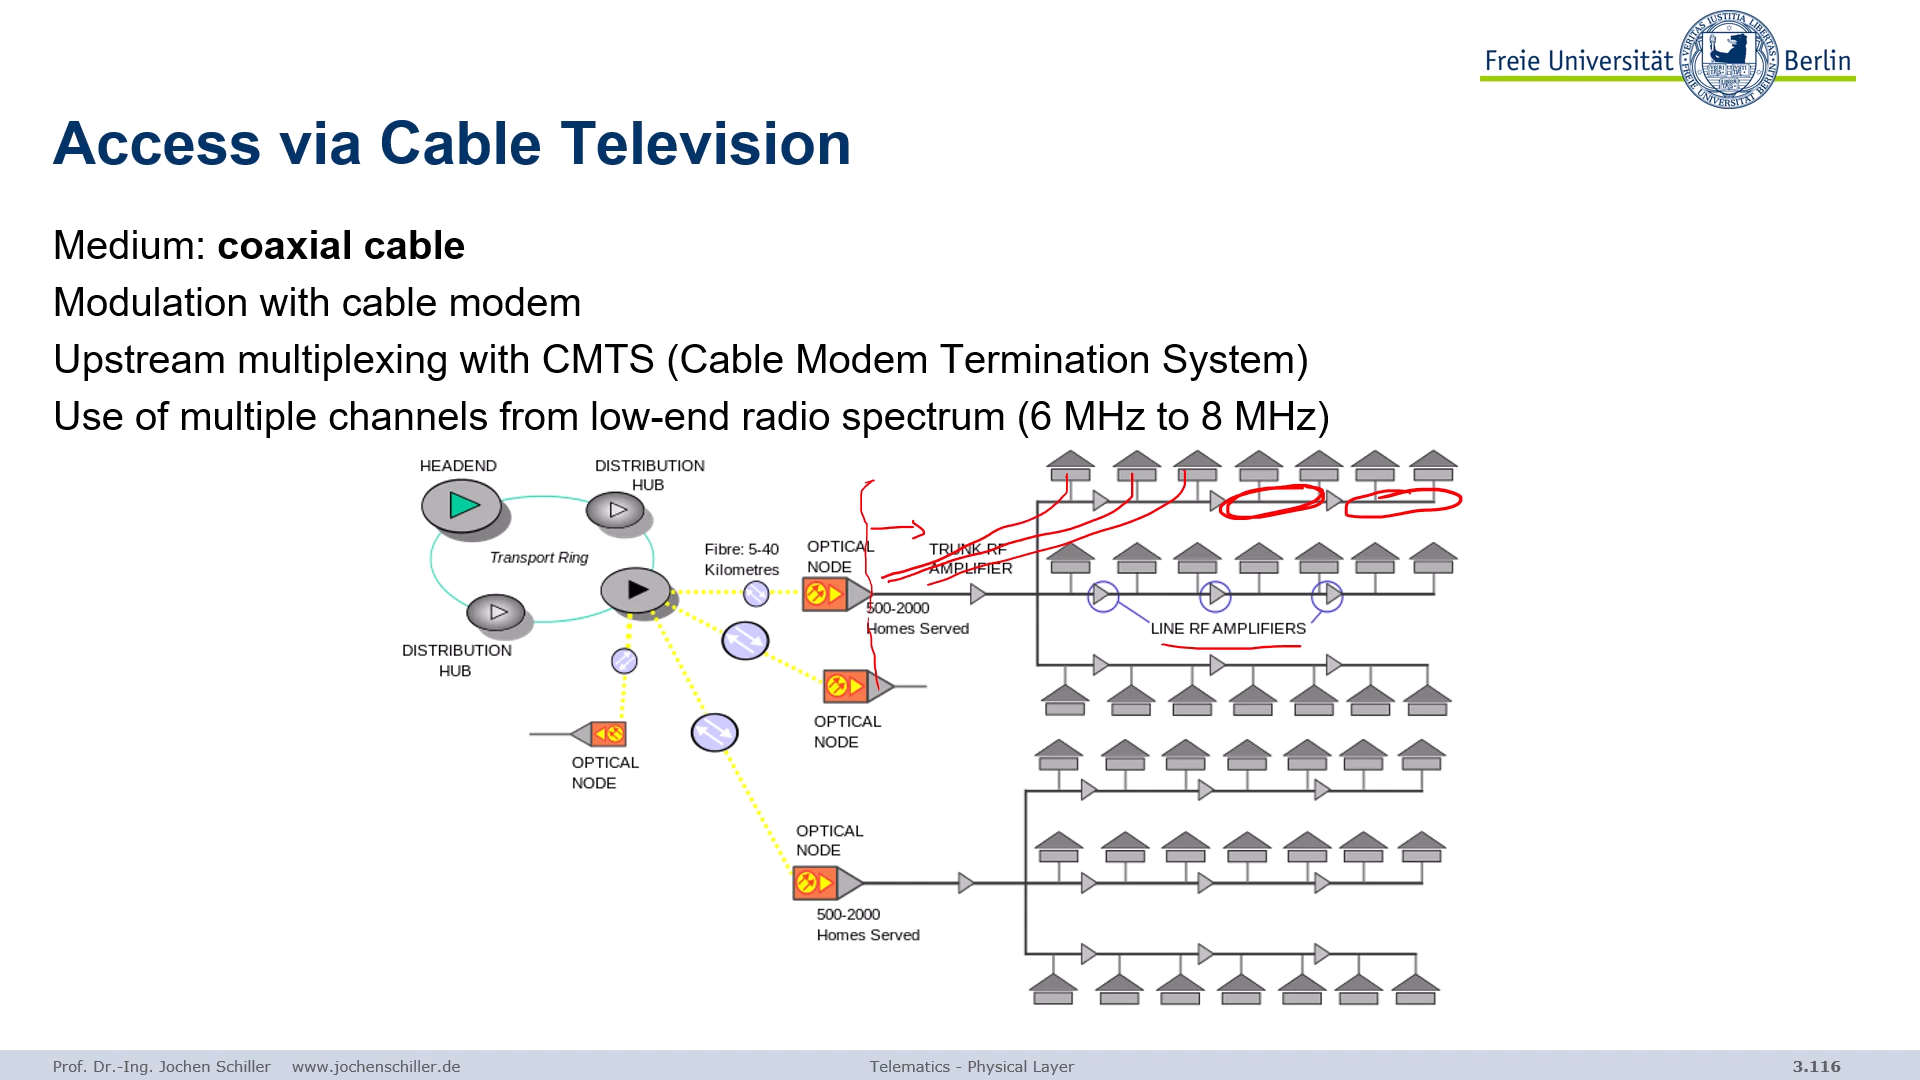 Freie Universität Berlin
Access via Cable Television
Medium: coaxial cable
Modulation with cable modem
Upstream multiplexing with CMTS (Cable Modem Termination System)
Use of multiple channels from low-end radio spectrum (6 MHz to 8 MHz)
HEADEND
DISTRIBUTION
HUB
Transport Ring
Fibre: 5-40
Kilometres
OPTICAL
NODE
TRUNK RF
AMPLIFIER
500-2000
Homes Served
LINE RF AMPLIFIERS
DISTRIBUTION
HUB
OPTICAL
NODE
OPTICAL
NODE
OPTICAL
NODE
500-2000
Homes Served
Prof. Dr.-Ing. Jochen Schiller www.jochenschiller.de
Telematics - Physical Layer
3.116